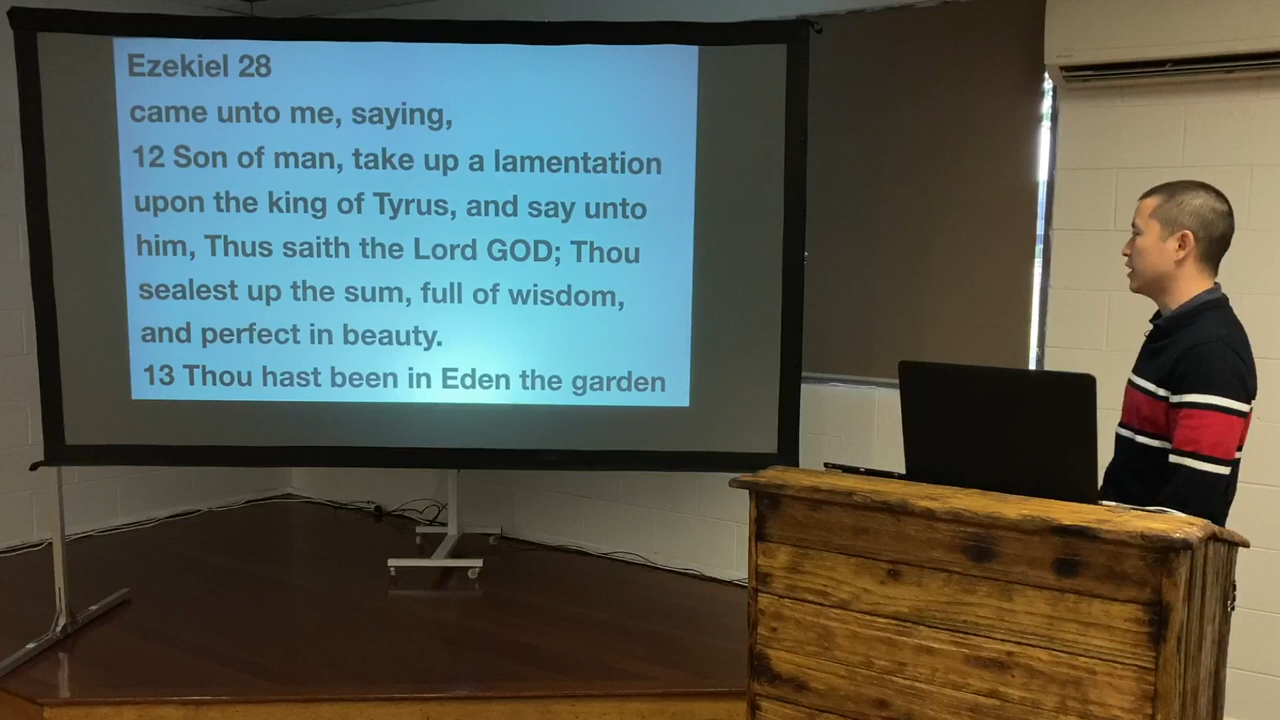 Ezekiel 28
came unto me, saying,
12 Son of man, take up a lamentation
upon the king of Tyrus, and say unto
him, Thus saith the Lord GOD; Thou
sealest up the sum, full of wisdom,
and perfect in beauty.
13 Thou hast been in Eden the garden